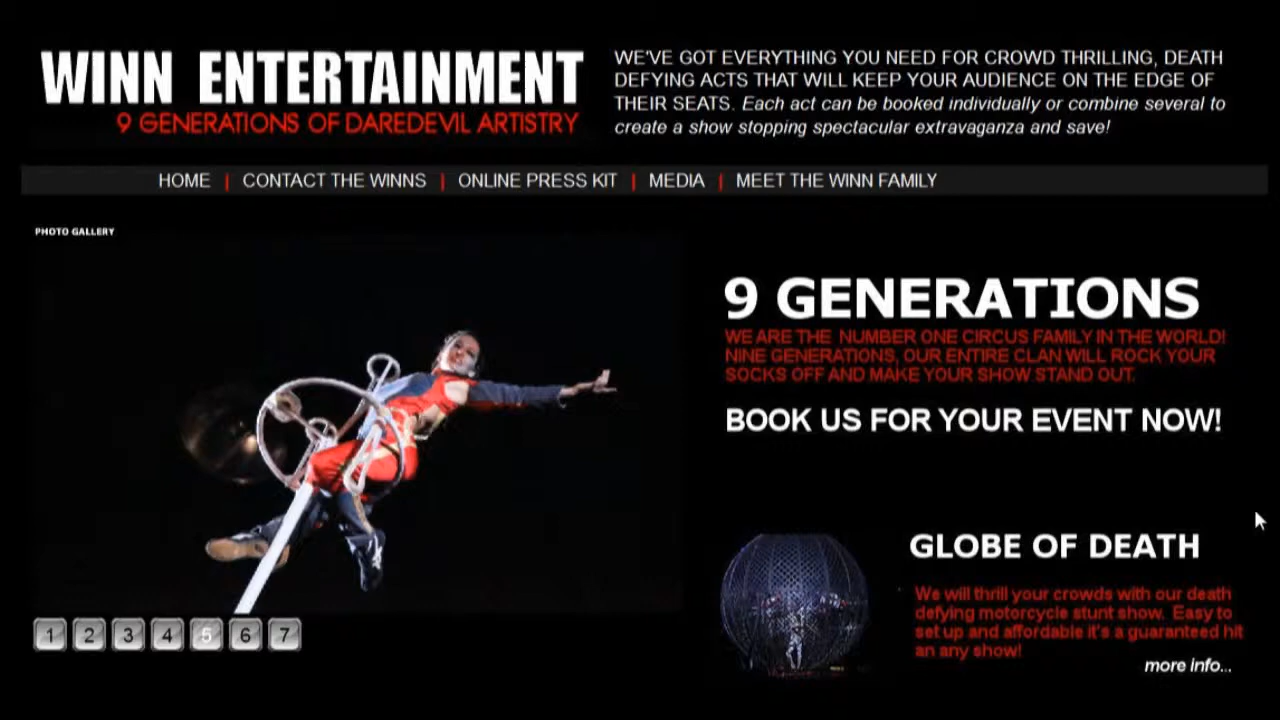 WINN ENTERTAINMENT
9 GENERATIONS OF DAREDEVIL ARTISTRY
WE'VE GOT EVERYTHING YOU NEED FOR CROWD THRILLING, DEATH
DEFYING ACTS THAT WILL KEEP YOUR AUDIENCE ON THE EDGE OF
THEIR SEATS. Each act can be booked individually or combine several to
create a show stopping spectacular extravaganza and save!
HOME | CONTACT THE WINNS | ONLINE PRESS KIT | MEDIA | MEET THE WINN FAMILY
PHOTO GALLERY
9 GENERATIONS
WE ARE THE NUMBER ONE CIRCUS FAMILY IN THE WORLD!
NINE GENERATIONS, OUR ENTIRE CLAN WILL ROCK YOUR
SOCKS OFF AND MAKE YOUR SHOW STAND OUT.
BOOK US FOR YOUR EVENT NOW!
GLOBE OF DEATH
We will thrill your crowds with our death
defying motorcycle stunt show. Easy to
set up and affordable it's a guaranteed hit
an any show!
more info...
1 2 3 4 5 6 7